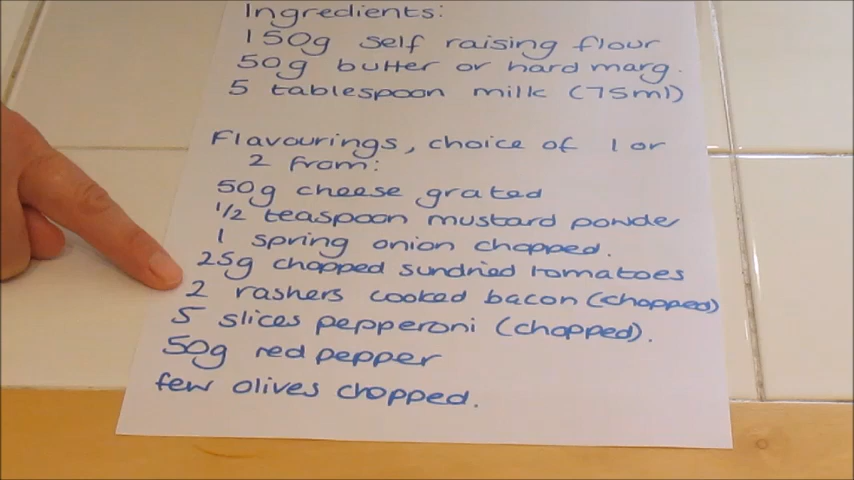 Ingredients:
150g self raising flour
50g butter or hard marg.
5 tablespoon milk (75ml)
Flavourings, choice of 1 or
2 from:
50g cheese grated
1/2 teaspoon mustard powder
1 spring onion chopped.
25g chopped sundried tomatoes
2 rashers cooked bacon (chopped)
5 slices pepperoni (chopped).
50g red pepper
few olives chopped.